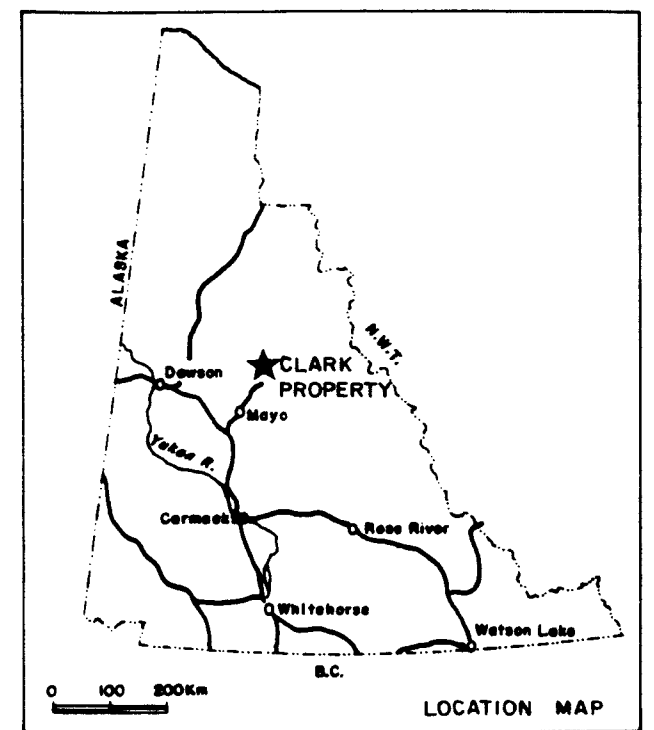 ALASKA
N.W.T.
Dawson
CLARK
PROPERTY
Mayo
Yukon R.
Carmacks
Ross River
Whitehorse
Watson Lake
B.C.
0 100 200Km
LOCATION MAP